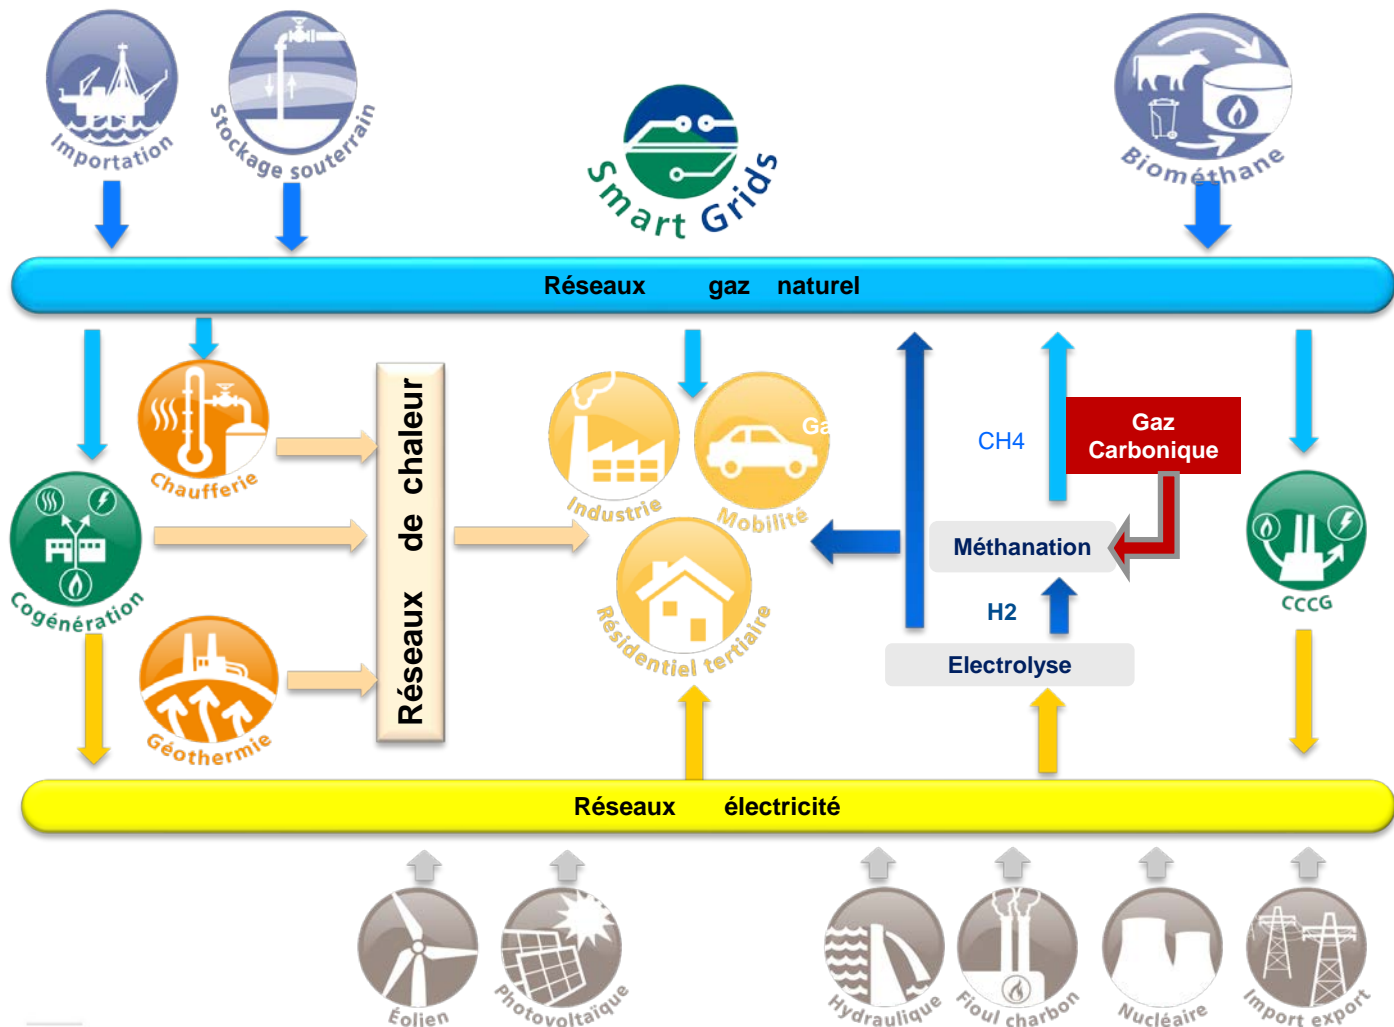 Importation
Stockage souterrain
Smart Grids
Biométhane
Réseaux gaz naturel
Chaufferie
Réseaux de chaleur
Industrie
Ga
Mobilité
CH4
Gaz
Carbonique
Cogénération
Méthanation
CCCG
H2
Résidentiel tertiaire
Electrolyse
Géothermie
Réseaux électricité
Éolien
Photovoltaïque
Hydraulique
Fioul charbon
Nucléaire
Import export